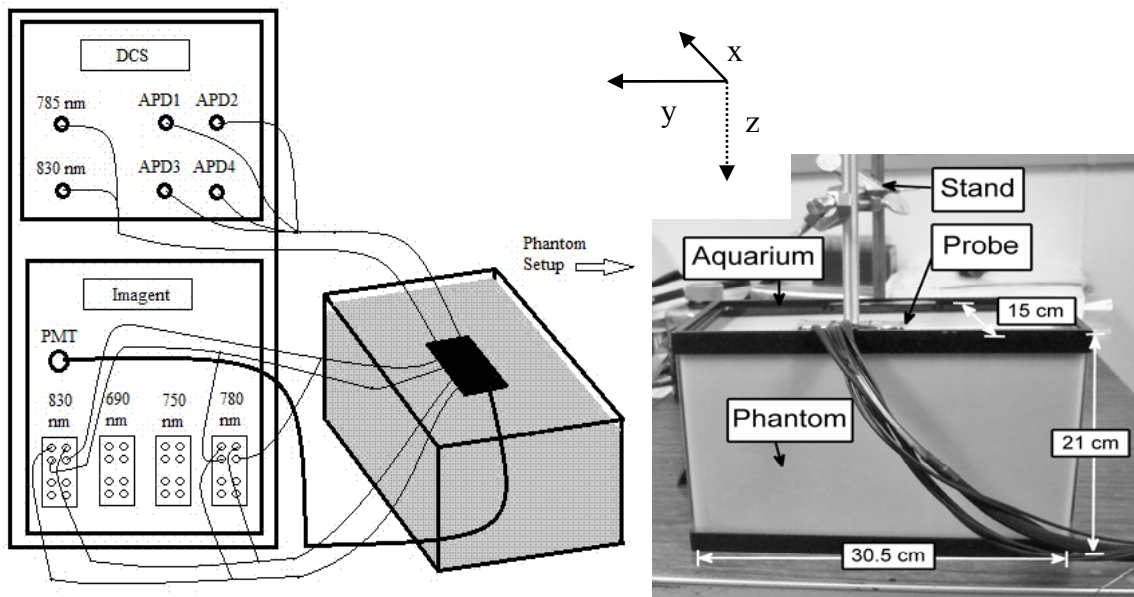 DCS
785 nm
APD1
APD2
830 nm
APD3
APD4
Imagent
PMT
830
nm
690
nm
750
nm
780
nm
Phantom
Setup
x
y
z
Stand
Probe
Aquarium
15 cm
Phantom
21 cm
30.5 cm